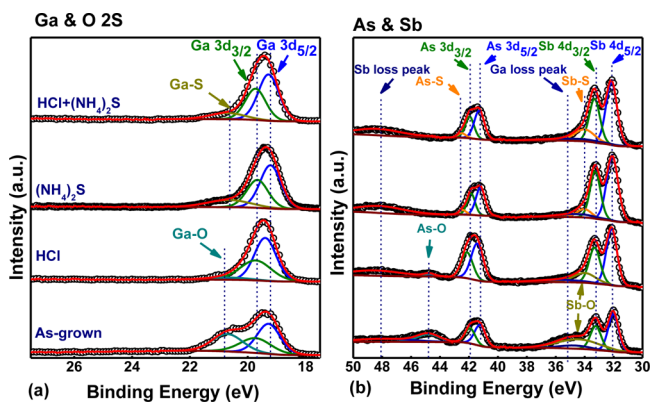 Ga & O 2S
Ga 3d3/2
Ga 3d5/2
Ga-S
HCl+(NH4)2S
(NH4)2S
Ga-O
HCl
As-grown
Intensity (a.u.)
26 24 22 20 18
(a)
Binding Energy (eV)
As & Sb
As 3d3/2
As 3d5/2
Sb 4d3/2
Sb 4d5/2
Sb loss peak
As-S
Ga loss peak
Sb-S
As-O
Sb-O
Intensity (a.u.)
50 48 46 44 42 40 38 36 34 32 30
(b)
Binding Energy (eV)